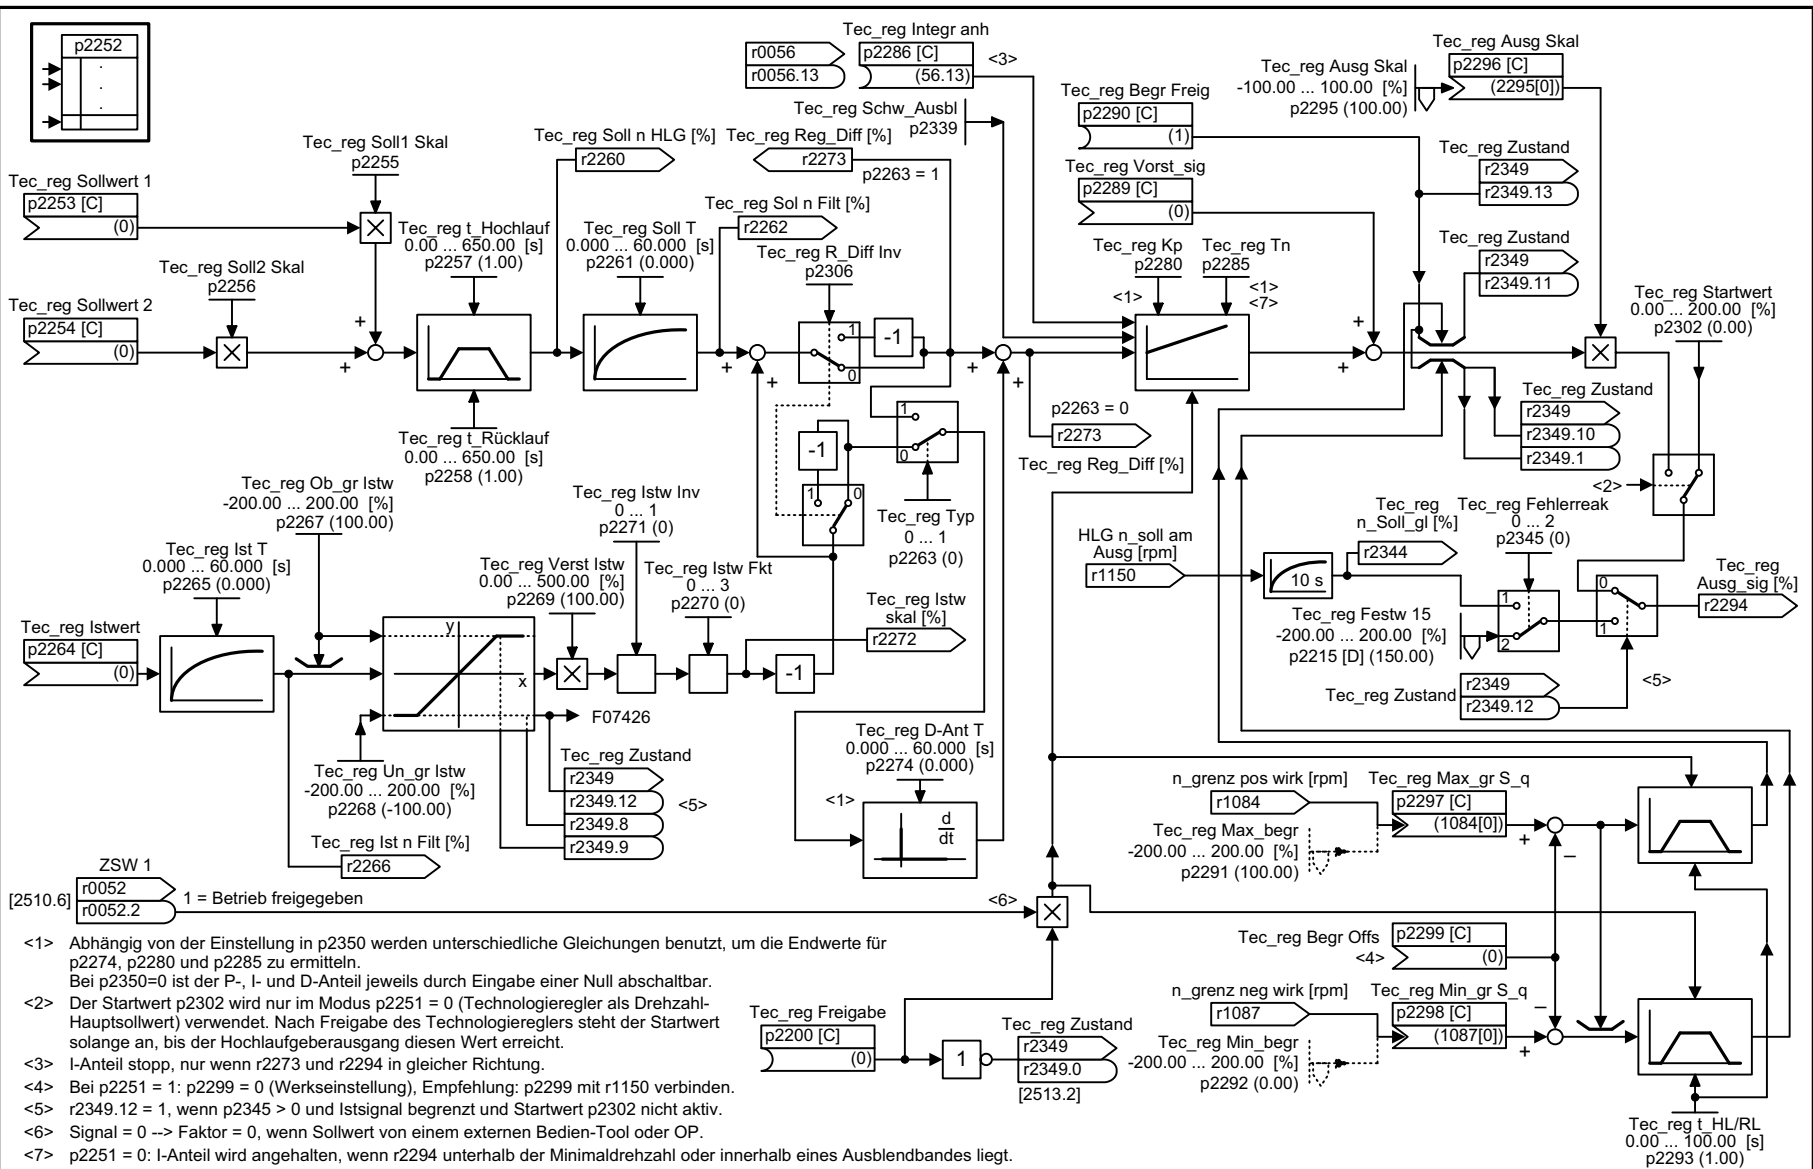 p2252
Tec_reg Integr anh
r0056
r0056.13
p2286 [C]
(56.13)
<3>
Tec_reg Schw_Ausbl
p2339
Tec_reg Begr Freig
p2290 [C]
(1)
Tec_reg Vorst_sig
p2289 [C]
(0)
Tec_reg Ausg Skal
-100.00 ... 100.00 [%]
p2295 (100.00)
Tec_reg Ausg Skal
p2296 [C]
(2295[0])
Tec_reg Zustand
r2349
r2349.13
Tec_reg Zustand
r2349
r2349.11
Tec_reg Startwert
0.00 ... 200.00 [%]
p2302 (0.00)
Tec_reg Soll1 Skal
p2255
Tec_reg Sollwert 1
p2253 [C]
(0)
Tec_reg Soll2 Skal
p2256
Tec_reg Sollwert 2
p2254 [C]
(0)
+
+
Tec_reg t_Hochlauf
0.00 ... 650.00 [s]
p2257 (1.00)
Tec_reg t_Rücklauf
0.00 ... 650.00 [s]
p2258 (1.00)
Tec_reg Soll n HLG [%]
r2260
Tec_reg Soll T
0.000 ... 60.000 [s]
p2261 (0.000)
Tec_reg Reg_Diff [%]
r2273
p2263 = 1
Tec_reg Sol n Filt [%]
r2262
Tec_reg R_Diff Inv
p2306
+
+
1
0
-1
+
+
-1
1
0
1
0
Tec_reg Typ
0 ... 1
p2263 (0)
p2263 = 0
r2273
Tec_reg Reg_Diff [%]
Tec_reg Kp
p2280
<1>
Tec_reg Tn
p2285
<1>
<7>
+
+
Tec_reg Zustand
r2349
r2349.10
r2349.1
<2>
Tec_reg Ob_gr Istw
-200.00 ... 200.00 [%]
p2267 (100.00)
Tec_reg Ist T
0.000 ... 60.000 [s]
p2265 (0.000)
Tec_reg Istwert
p2264 [C]
(0)
y
x
Tec_reg Un_gr Istw
-200.00 ... 200.00 [%]
p2268 (-100.00)
Tec_reg Ist n Filt [%]
r2266
Tec_reg Istw Inv
0 ... 1
p2271 (0)
Tec_reg Verst Istw
0.00 ... 500.00 [%]
p2269 (100.00)
Tec_reg Istw Fkt
0 ... 3
p2270 (0)
Tec_reg Istw
skal [%]
r2272
-1
F07426
Tec_reg Zustand
r2349
r2349.12
r2349.8
r2349.9
<5>
Tec_reg D-Ant T
0.000 ... 60.000 [s]
p2274 (0.000)
<1>
d
dt
HLG n_soll am
Ausg [rpm]
r1150
10 s
Tec_reg
n_Soll_gl [%]
r2344
Tec_reg Fehlerreak
0 ... 2
p2345 (0)
Tec_reg Festw 15
-200.00 ... 200.00 [%]
p2215 [D] (150.00)
1
2
0
1
Tec_reg
Ausg_sig [%]
r2294
Tec_reg Zustand
r2349
r2349.12
<5>
n_grenz pos wirk [rpm]
r1084
Tec_reg Max_gr S_q
p2297 [C]
(1084[0])
Tec_reg Max_begr
-200.00 ... 200.00 [%]
p2291 (100.00)
+
–
Tec_reg Begr Offs
<4>
p2299 [C]
(0)
n_grenz neg wirk [rpm]
r1087
Tec_reg Min_gr S_q
p2298 [C]
(1087[0])
Tec_reg Min_begr
-200.00 ... 200.00 [%]
p2292 (0.00)
–
+
Tec_reg t_HL/RL
0.00 ... 100.00 [s]
p2293 (1.00)
ZSW 1
[2510.6]
r0052
r0052.2
1 = Betrieb freigegeben
<6>
Tec_reg Freigabe
p2200 [C]
(0)
1
Tec_reg Zustand
r2349
r2349.0
[2513.2]
<1> Abhängig von der Einstellung in p2350 werden unterschiedliche Gleichungen benutzt, um die Endwerte für
p2274, p2280 und p2285 zu ermitteln.
Bei p2350=0 ist der P-, I- und D-Anteil jeweils durch Eingabe einer Null abschaltbar.
<2> Der Startwert p2302 wird nur im Modus p2251 = 0 (Technologieregler als Drehzahl-
Hauptsollwert) verwendet. Nach Freigabe des Technologiereglers steht der Startwert
solange an, bis der Hochlaufgeberausgang diesen Wert erreicht.
<3> I-Anteil stopp, nur wenn r2273 und r2294 in gleicher Richtung.
<4> Bei p2251 = 1: p2299 = 0 (Werkseinstellung), Empfehlung: p2299 mit r1150 verbinden.
<5> r2349.12 = 1, wenn p2345 > 0 und Istsignal begrenzt und Startwert p2302 nicht aktiv.
<6> Signal = 0 --> Faktor = 0, wenn Sollwert von einem externen Bedien-Tool oder OP.
<7> p2251 = 0: I-Anteil wird angehalten, wenn r2294 unterhalb der Minimaldrehzahl oder innerhalb eines Ausblendbandes liegt.